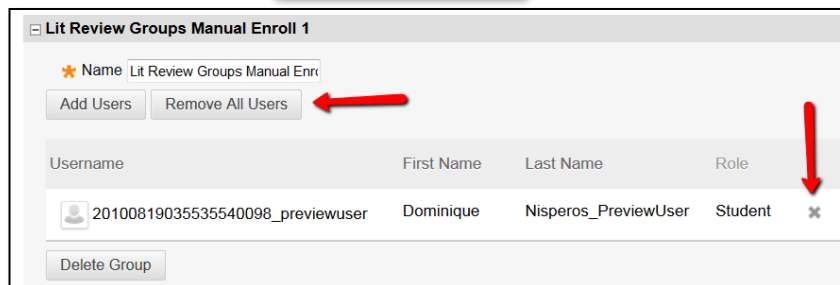 Lit Review Groups Manual Enroll 1
Name Lit Review Groups Manual Enr
Add Users Remove All Users
Username First Name Last Name Role
20100819035535540098_previewuser Dominique Nisperos_PreviewUser Student
Delete Group